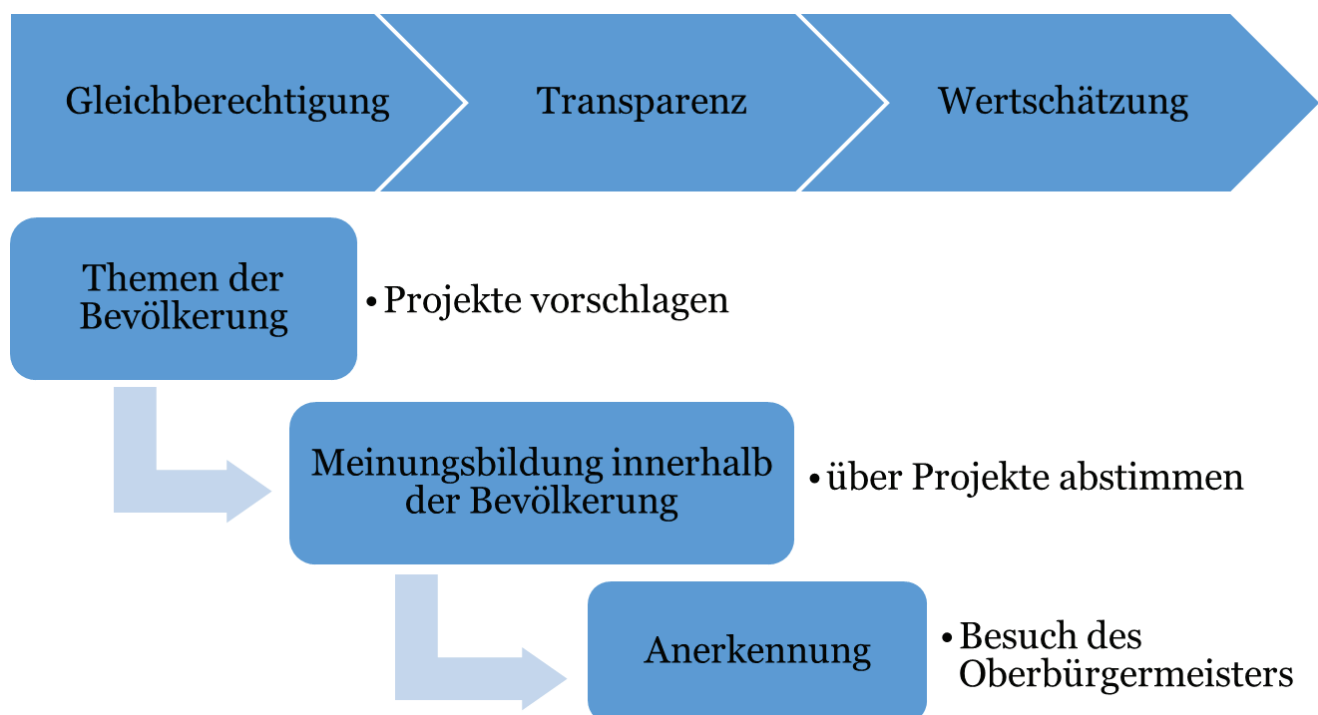 Gleichberechtigung
Transparenz
Wertschätzung
Themen der
Bevölkerung
• Projekte vorschlagen
Meinungsbildung innerhalb
der Bevölkerung
• über Projekte abstimmen
Anerkennung
• Besuch des
Oberbürgermeisters